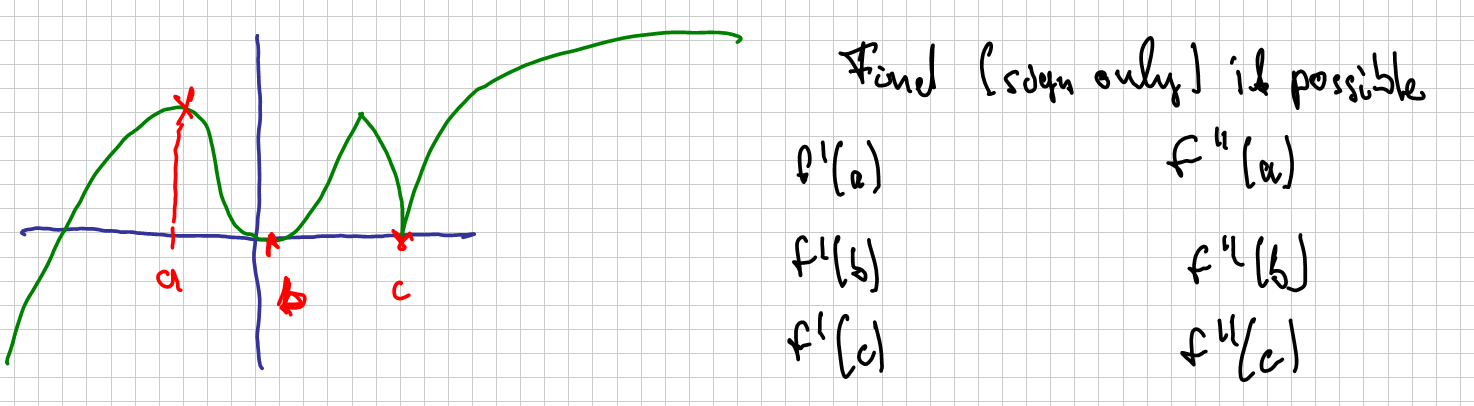 Find (sign only) if possible
f'(a) f''(a)
f'(b) f''(b)
f'(c) f''(c)
a
b
c